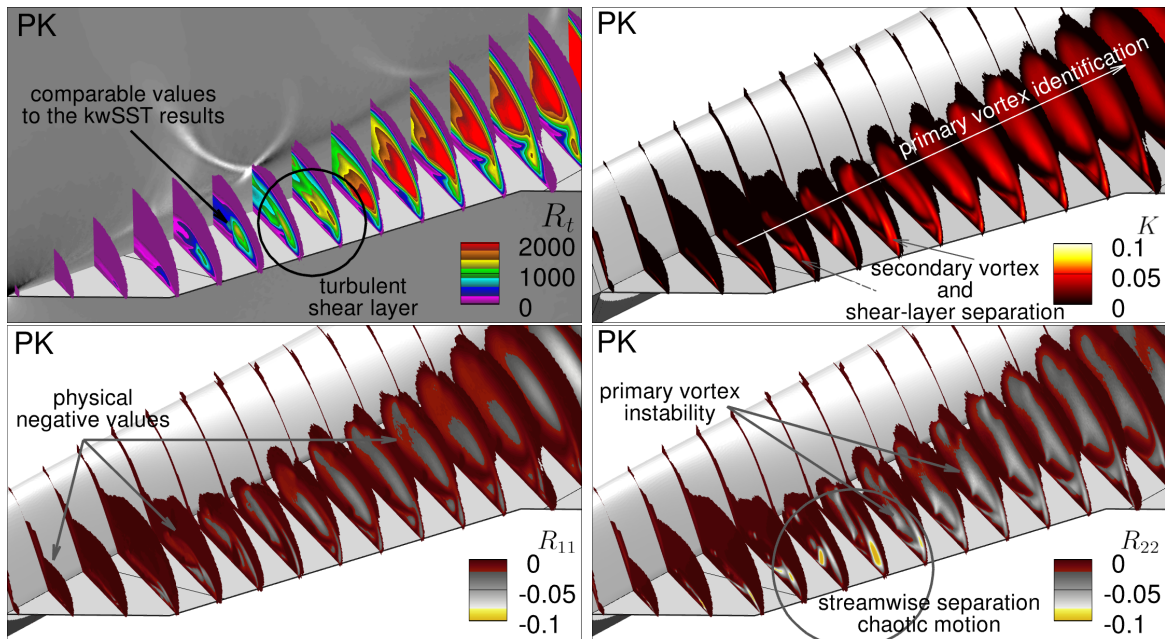 PK
comparable values
to the kwSST results
R_t
2000
1000
0
turbulent
shear layer
PK
primary vortex identification
K
0.1
0.05
0
secondary vortex
and
shear-layer separation
PK
physical
negative values
R_11
0
-0.05
-0.1
PK
primary vortex
instability
R_22
0
-0.05
-0.1
streamwise separation
chaotic motion